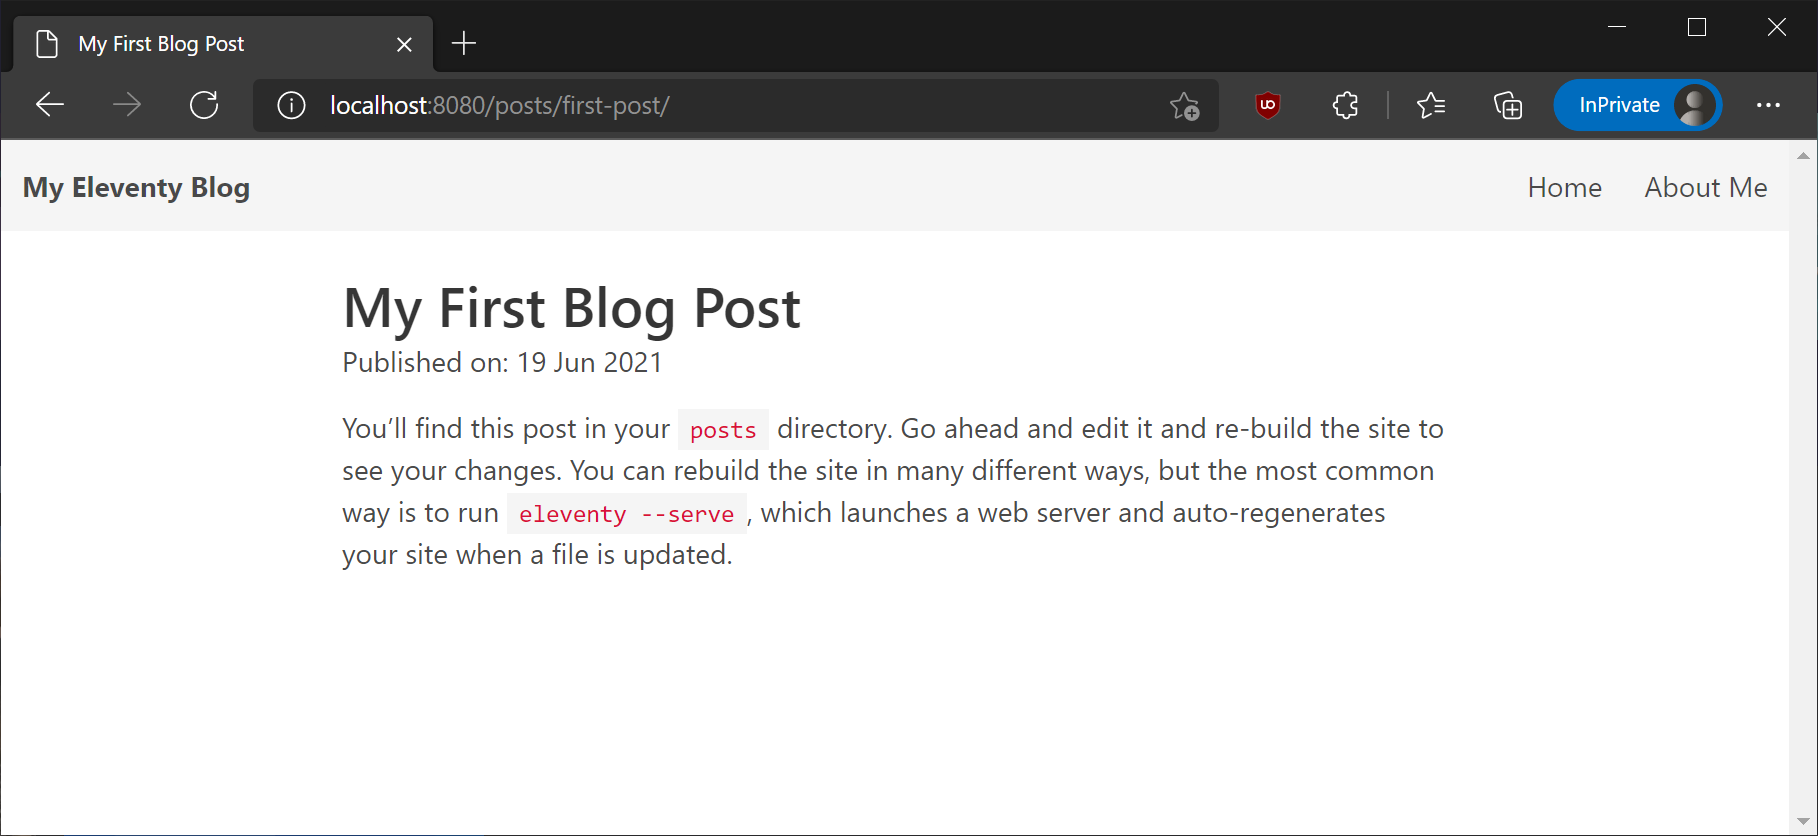 My First Blog Post
localhost:8080/posts/first-post/
InPrivate
My Eleventy Blog
Home
About Me
My First Blog Post
Published on: 19 Jun 2021
You’ll find this post in your posts directory. Go ahead and edit it and re-build the site to
see your changes. You can rebuild the site in many different ways, but the most common
way is to run eleventy --serve, which launches a web server and auto-regenerates
your site when a file is updated.